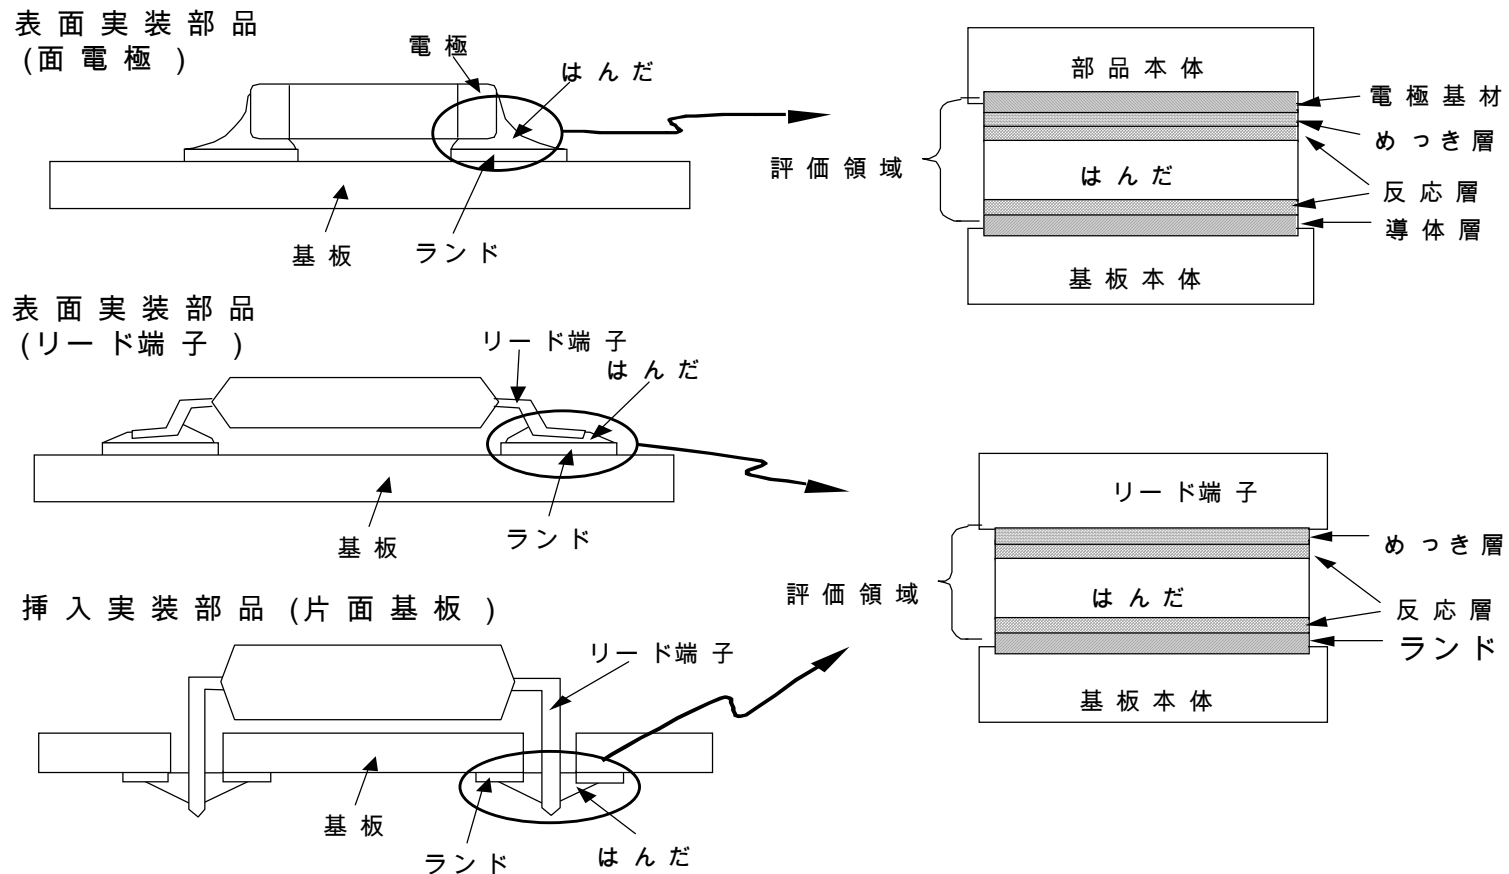 表面実装部品
(面電極)
電極
はんだ
基板
ランド
部品本体
電極基材
めっき層
評価領域
はんだ
反応層
導体層
基板本体
表面実装部品
(リード端子)
リード端子
はんだ
基板
ランド
リード端子
めっき層
評価領域
はんだ
反応層
ランド
基板本体
挿入実装部品(片面基板)
リード端子
基板
ランド
はんだ